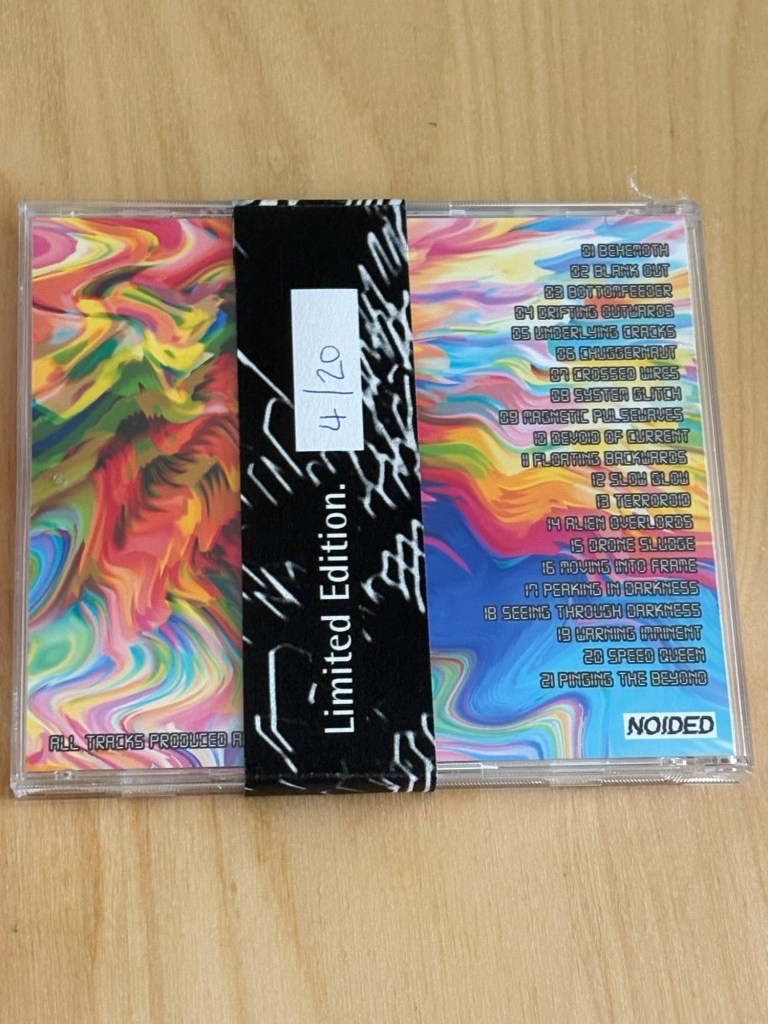 01 BEHEMOTH
02 BLANK OUT
03 BOTTOMFEEDER
04 DRIFTING OUTWARDS
05 UNDERLYING CRACKS
06 CHUGGERNAUT
07 CROSSED WIRES
08 SYSTEM GLITCH
09 MAGNETIC PULSEWAVES
10 DEVOID OF CURRENT
11 FLOATING BACKWARDS
12 SLOW GLOW
13 TERROROID
14 ALIEN OVERLORDS
15 DRONE SLUDGE
16 MOVING INTO FRAME
17 PEAKING IN DARKNESS
18 SEEING THROUGH DARKNESS
19 WARNING IMMINENT
20 SPEED QUEEN
21 PINGING THE BEYOND
NOIDED
ALL TRACKS PRODUCED A
Limited Edition.
4/20